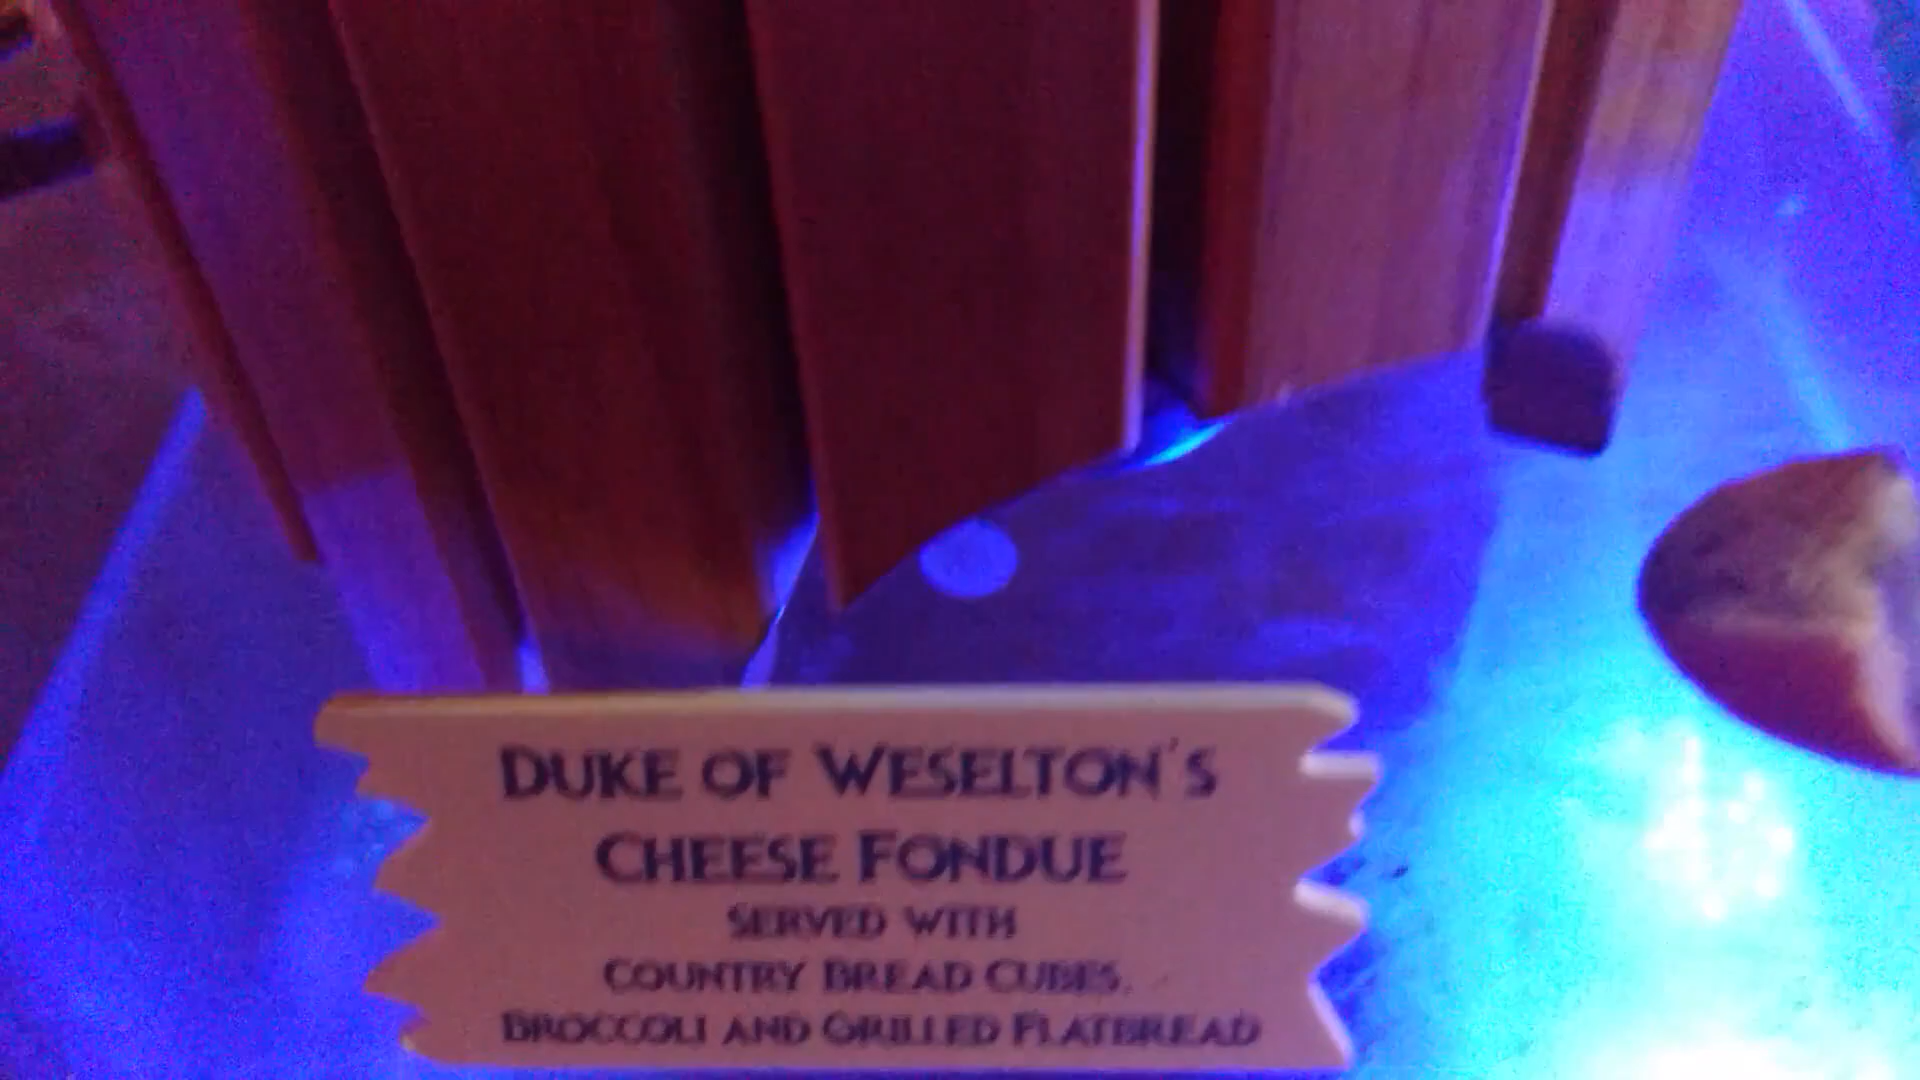 DUKE OF WESELTON'S
CHEESE FONDUE
SERVED WITH
COUNTRY BREAD CUBES,
BROCCOLI AND GRILLED FLATBREAD